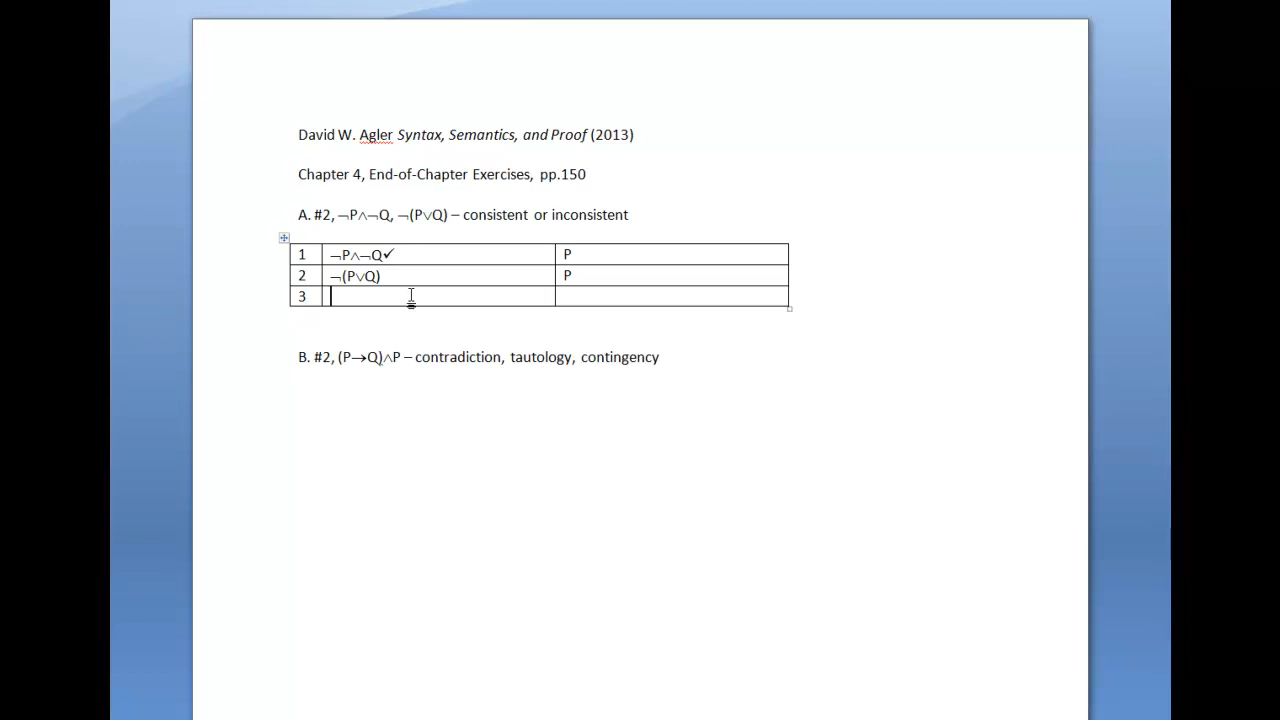 David W. Agler Syntax, Semantics, and Proof (2013)
Chapter 4, End-of-Chapter Exercises, pp.150
A. #2, ¬P∧¬Q, ¬(P∨Q) – consistent or inconsistent
1 ¬P∧¬Q✓ P
2 ¬(P∨Q) P
3
B. #2, (P→Q)∧P – contradiction, tautology, contingency